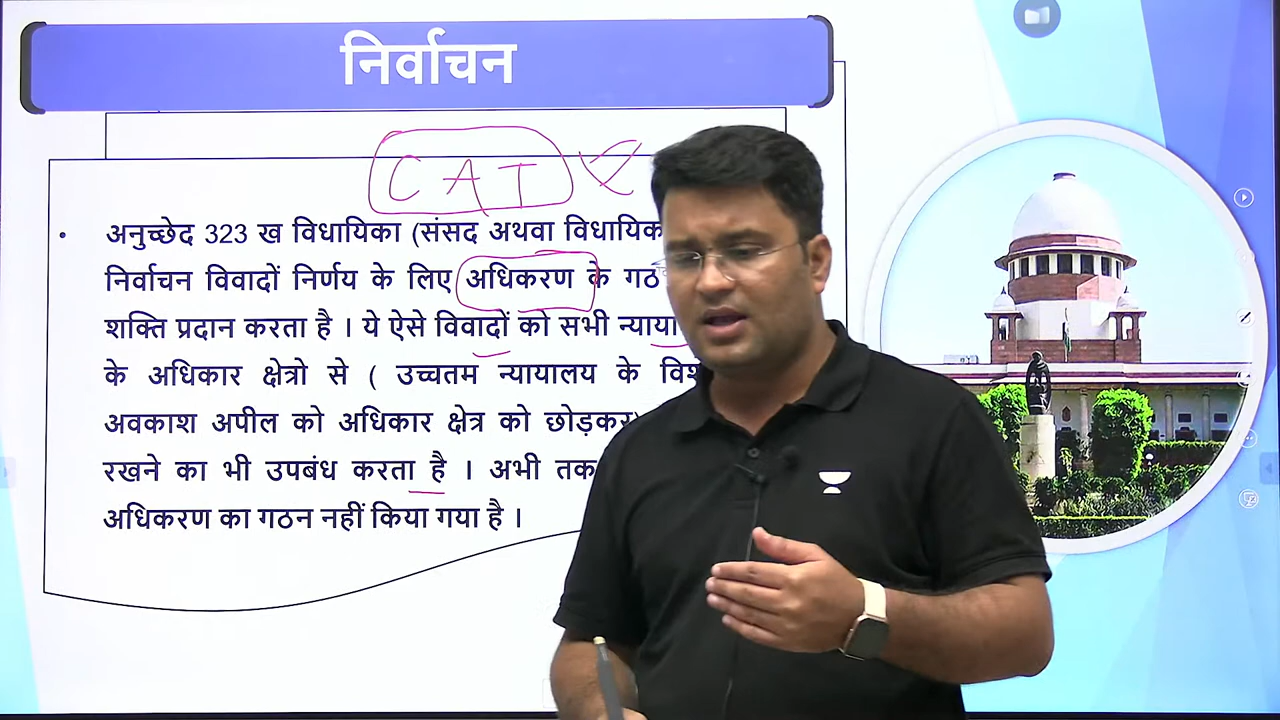 निर्वाचन
C A T
अनुच्छेद 323 ख विधायिका (संसद अथवा
निर्वाचन विवादों निर्णय के लिए अधिकरण के
शक्ति प्रदान करता है । ये ऐसे विवादों को सभी
के अधिकार क्षेत्रो से ( उच्चतम न्यायालय के
अवकाश अपील को अधिकार क्षेत्र को छोड़कर)
रखने का भी उपबंध करता है । अभी तक
अधिकरण का गठन नहीं किया गया है ।